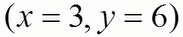 (x = 3, y = 6)